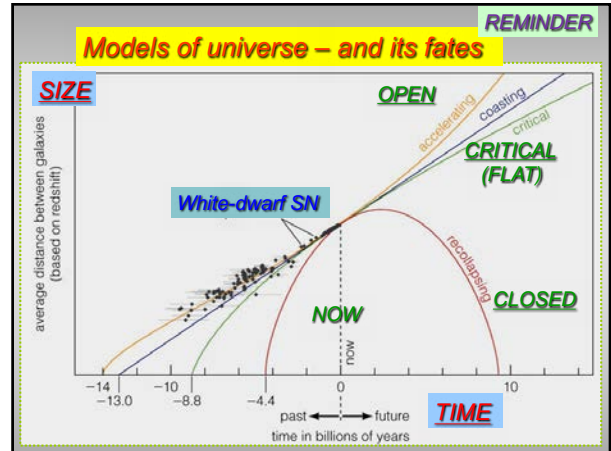 REMINDER
Models of universe – and its fates
SIZE
OPEN
accelerating
coasting
critical
CRITICAL
(FLAT)
White-dwarf SN
average distance between galaxies
(based on redshift)
recollapsing
CLOSED
NOW
now
−14
−13.0
−10
−8.8
−4.4
0
10
past
future
TIME
time in billions of years